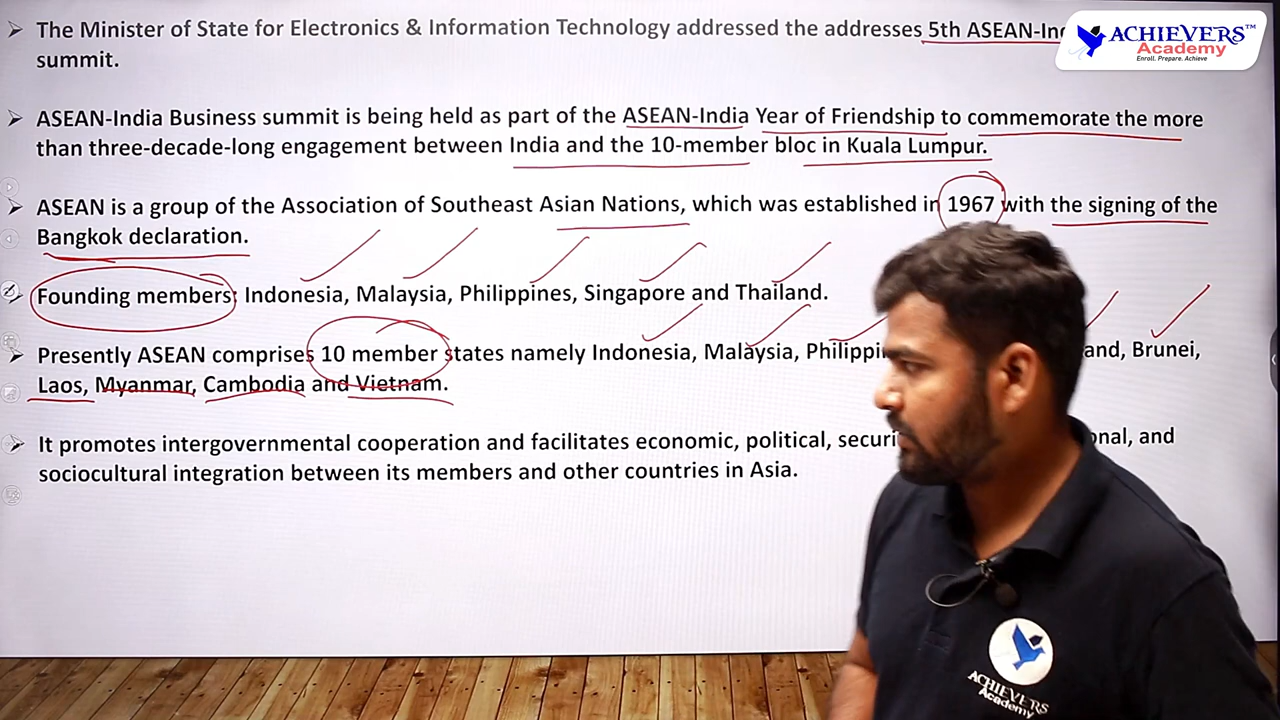 The Minister of State for Electronics & Information Technology addressed the addresses 5th ASEAN-In
summit.
ACHIEVERS™
Academy
Enroll. Prepare. Achieve
ASEAN-India Business summit is being held as part of the ASEAN-India Year of Friendship to commemorate the more
than three-decade-long engagement between India and the 10-member bloc in Kuala Lumpur.
ASEAN is a group of the Association of Southeast Asian Nations, which was established in 1967 with the signing of the
Bangkok declaration.
Founding members: Indonesia, Malaysia, Philippines, Singapore and Thailand.
Presently ASEAN comprises 10 member states namely Indonesia, Malaysia, Philippi and, Brunei,
Laos, Myanmar, Cambodia and Vietnam.
It promotes intergovernmental cooperation and facilitates economic, political, securi onal, and
sociocultural integration between its members and other countries in Asia.
ACHIEVERS
Academy